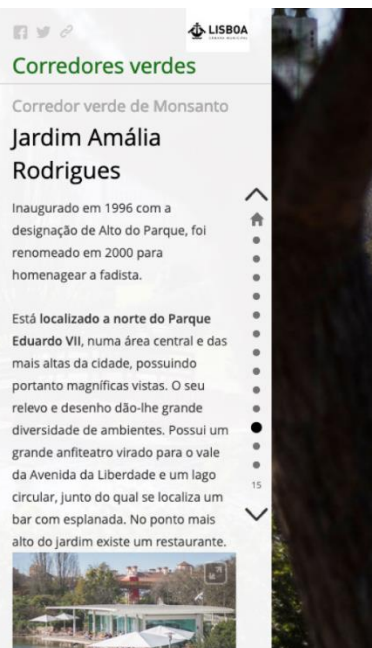 LISBOA
CÂMARA MUNICIPAL
Corredores verdes
Corredor verde de Monsanto
Jardim Amália
Rodrigues
Inaugurado em 1996 com a
designação de Alto do Parque, foi
renomeado em 2000 para
homenagear a fadista.
Está localizado a norte do Parque
Eduardo VII, numa área central e das
mais altas da cidade, possuindo
portanto magníficas vistas. O seu
relevo e desenho dão-lhe grande
diversidade de ambientes. Possui um
grande anfiteatro virado para o vale
da Avenida da Liberdade e um lago
circular, junto do qual se localiza um
bar com esplanada. No ponto mais
alto do jardim existe um restaurante.
15